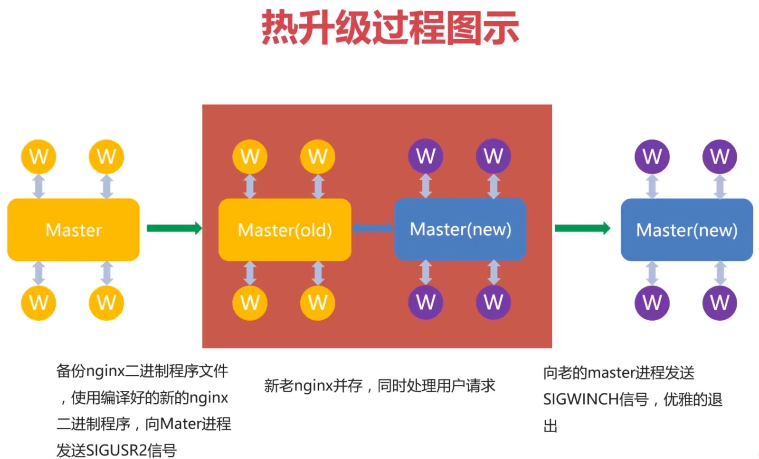 热升级过程图示
W W W W W W W W
Master Master(old) Master(new) Master(new)
W W W W W W W W
备份nginx二进制程序文件
，使用编译好的新的nginx
二进制程序，向Mater进程
发送SIGUSR2信号
新老nginx并存，同时处理用户请求
向老的master进程发送
SIGWINCH信号，优雅的退
出